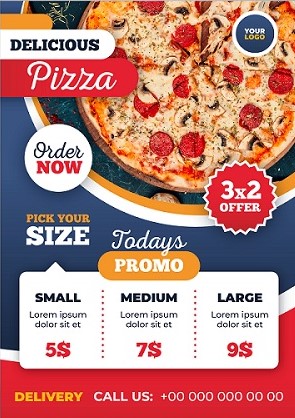 DELICIOUS
Pizza
YOUR
LOGO
Order
NOW
3x2
OFFER
PICK YOUR
SIZE
Todays
PROMO
SMALL
Lorem ipsum
dolor sit et
5$
MEDIUM
Lorem ipsum
dolor sit et
7$
LARGE
Lorem ipsum
dolor sit et
9$
DELIVERY CALL US: +00 000 000 00 00